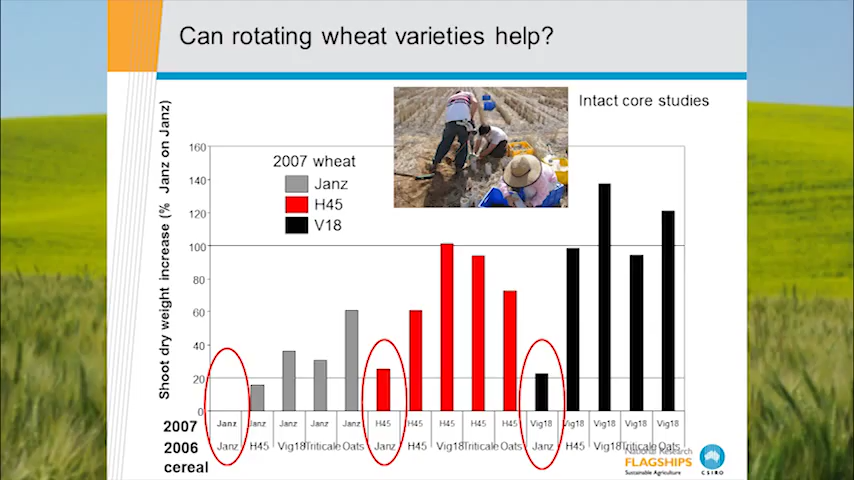 Can rotating wheat varieties help?
Intact core studies
Shoot dry weight increase (% Janz on Janz)
160
140
120
100
80
60
40
20
0
2007 wheat
Janz
H45
V18
2007
Janz Janz Janz Janz Janz H45 H45 H45 H45 H45 Vig18 Vig18 Vig18 Vig18 Vig18
2006
cereal
Janz H45 Vig18 Triticale Oats Janz H45 Vig18 Triticale Oats Janz H45 Vig18 Triticale Oats
National Research
FLAGSHIPS
Sustainable Agriculture
CSIRO